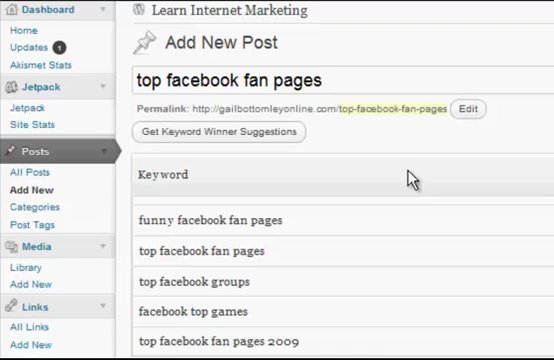 Dashboard
Home
Updates 1
Akismet Stats
Jetpack
Jetpack
Site Stats
Posts
All Posts
Add New
Categories
Post Tags
Media
Library
Add New
Links
All Links
Add New
Learn Internet Marketing
Add New Post
top facebook fan pages
Permalink: http://gailbottomleyonline.com/top-facebook-fan-pages Edit
Get Keyword Winner Suggestions
Keyword
funny facebook fan pages
top facebook fan pages
top facebook groups
facebook top games
top facebook fan pages 2009